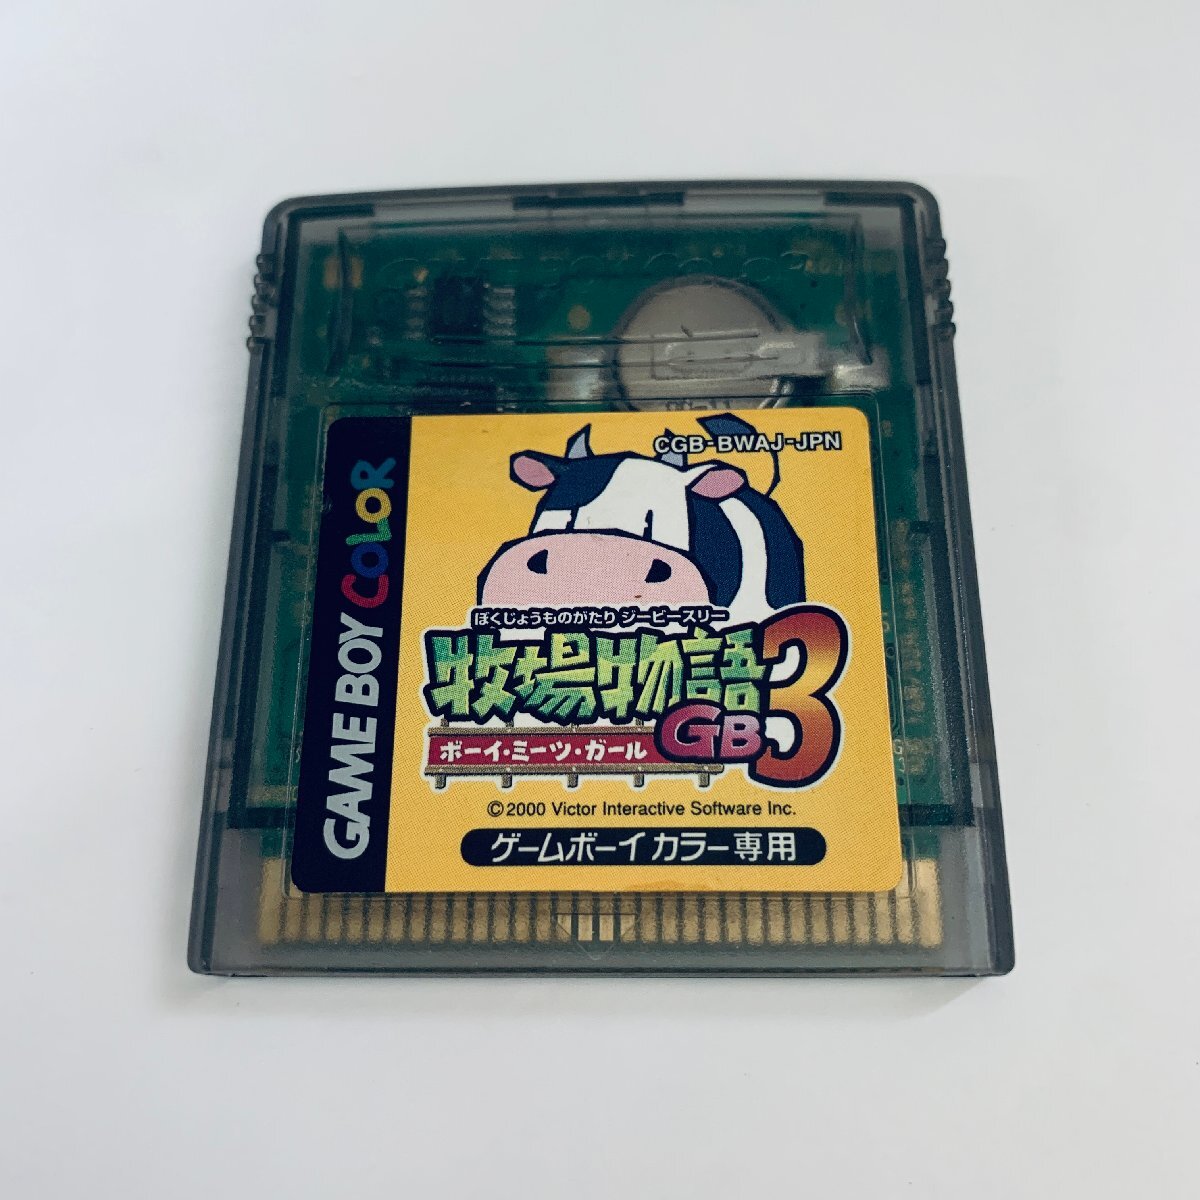 CGB-BWAJ-JPN
GAME BOY COLOR
ぼくじょうものがたり ジービースリー
牧場物語
GB3
ボーイ・ミーツ・ガール
©2000 Victor Interactive Software Inc.
ゲームボーイ カラー専用